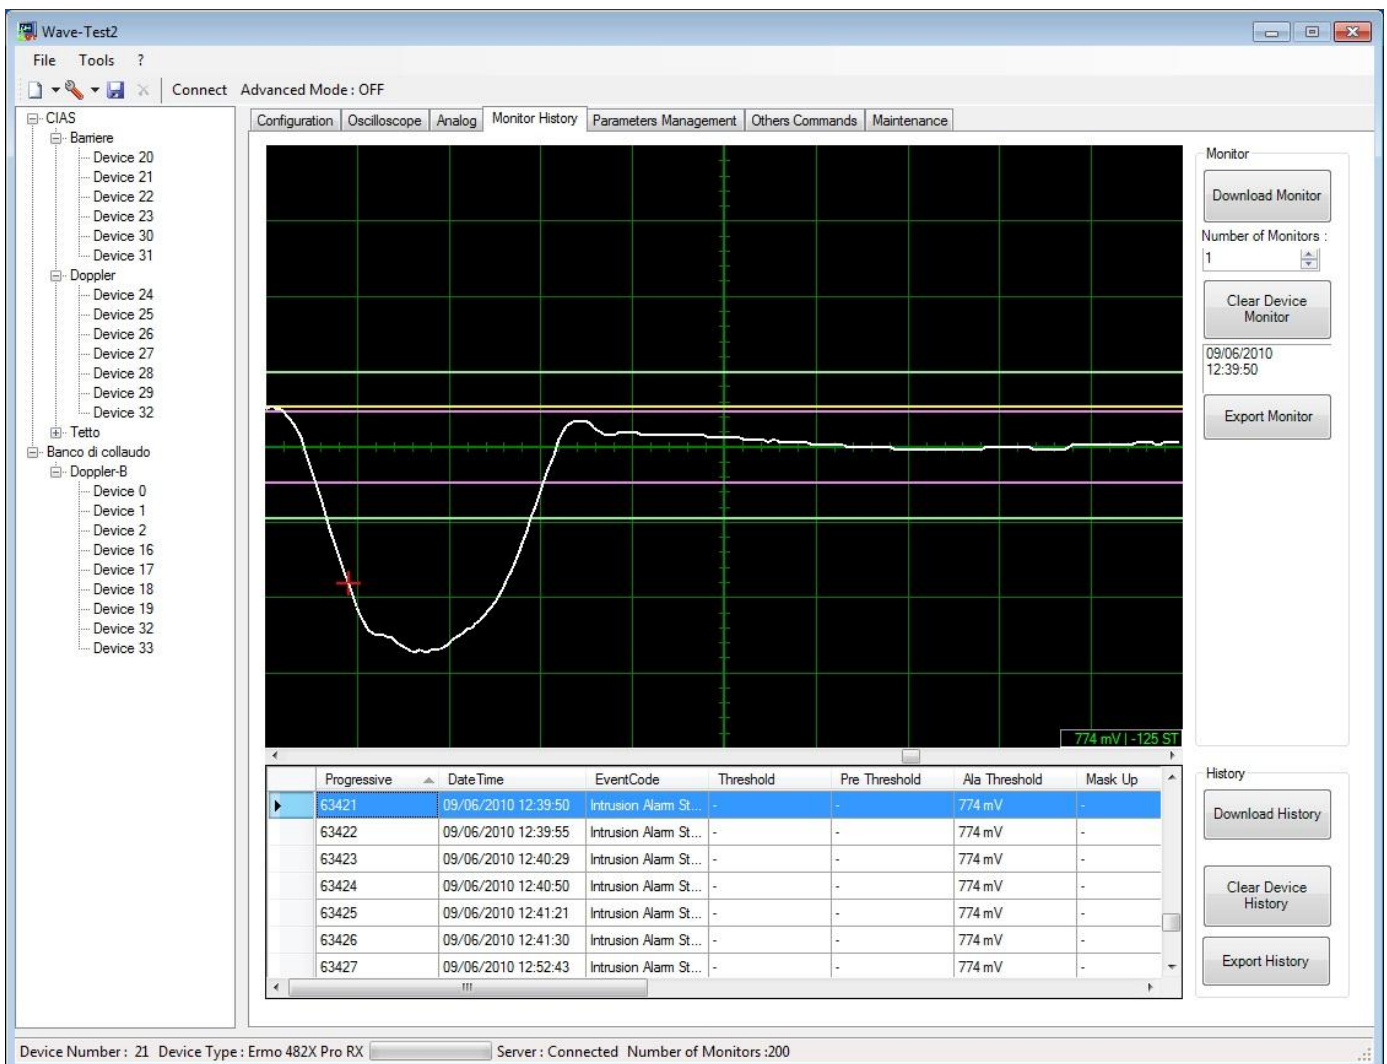 Wave-Test2
File Tools ?
Connect Advanced Mode : OFF
CIAS
Barriere
Device 20
Device 21
Device 22
Device 23
Device 30
Device 31
Doppler
Device 24
Device 25
Device 26
Device 27
Device 28
Device 29
Device 32
Tetto
Banco di collaudo
Doppler-B
Device 0
Device 1
Device 2
Device 16
Device 17
Device 18
Device 19
Device 32
Device 33
Configuration Oscilloscope Analog Monitor History Parameters Management Others Commands Maintenance
774 mV | -125 ST
Monitor
Download Monitor
Number of Monitors :
1
Clear Device
Monitor
09/06/2010
12:39:50
Export Monitor
Progressive DateTime EventCode Threshold Pre Threshold Ala Threshold Mask Up
63421 09/06/2010 12:39:50 Intrusion Alarm St... - - 774 mV -
63422 09/06/2010 12:39:55 Intrusion Alarm St... - - 774 mV -
63423 09/06/2010 12:40:29 Intrusion Alarm St... - - 774 mV -
63424 09/06/2010 12:40:50 Intrusion Alarm St... - - 774 mV -
63425 09/06/2010 12:41:21 Intrusion Alarm St... - - 774 mV -
63426 09/06/2010 12:41:30 Intrusion Alarm St... - - 774 mV -
63427 09/06/2010 12:52:43 Intrusion Alarm St... - - 774 mV -
History
Download History
Clear Device
History
Export History
Device Number : 21 Device Type : Ermo 482X Pro RX Server : Connected Number of Monitors :200